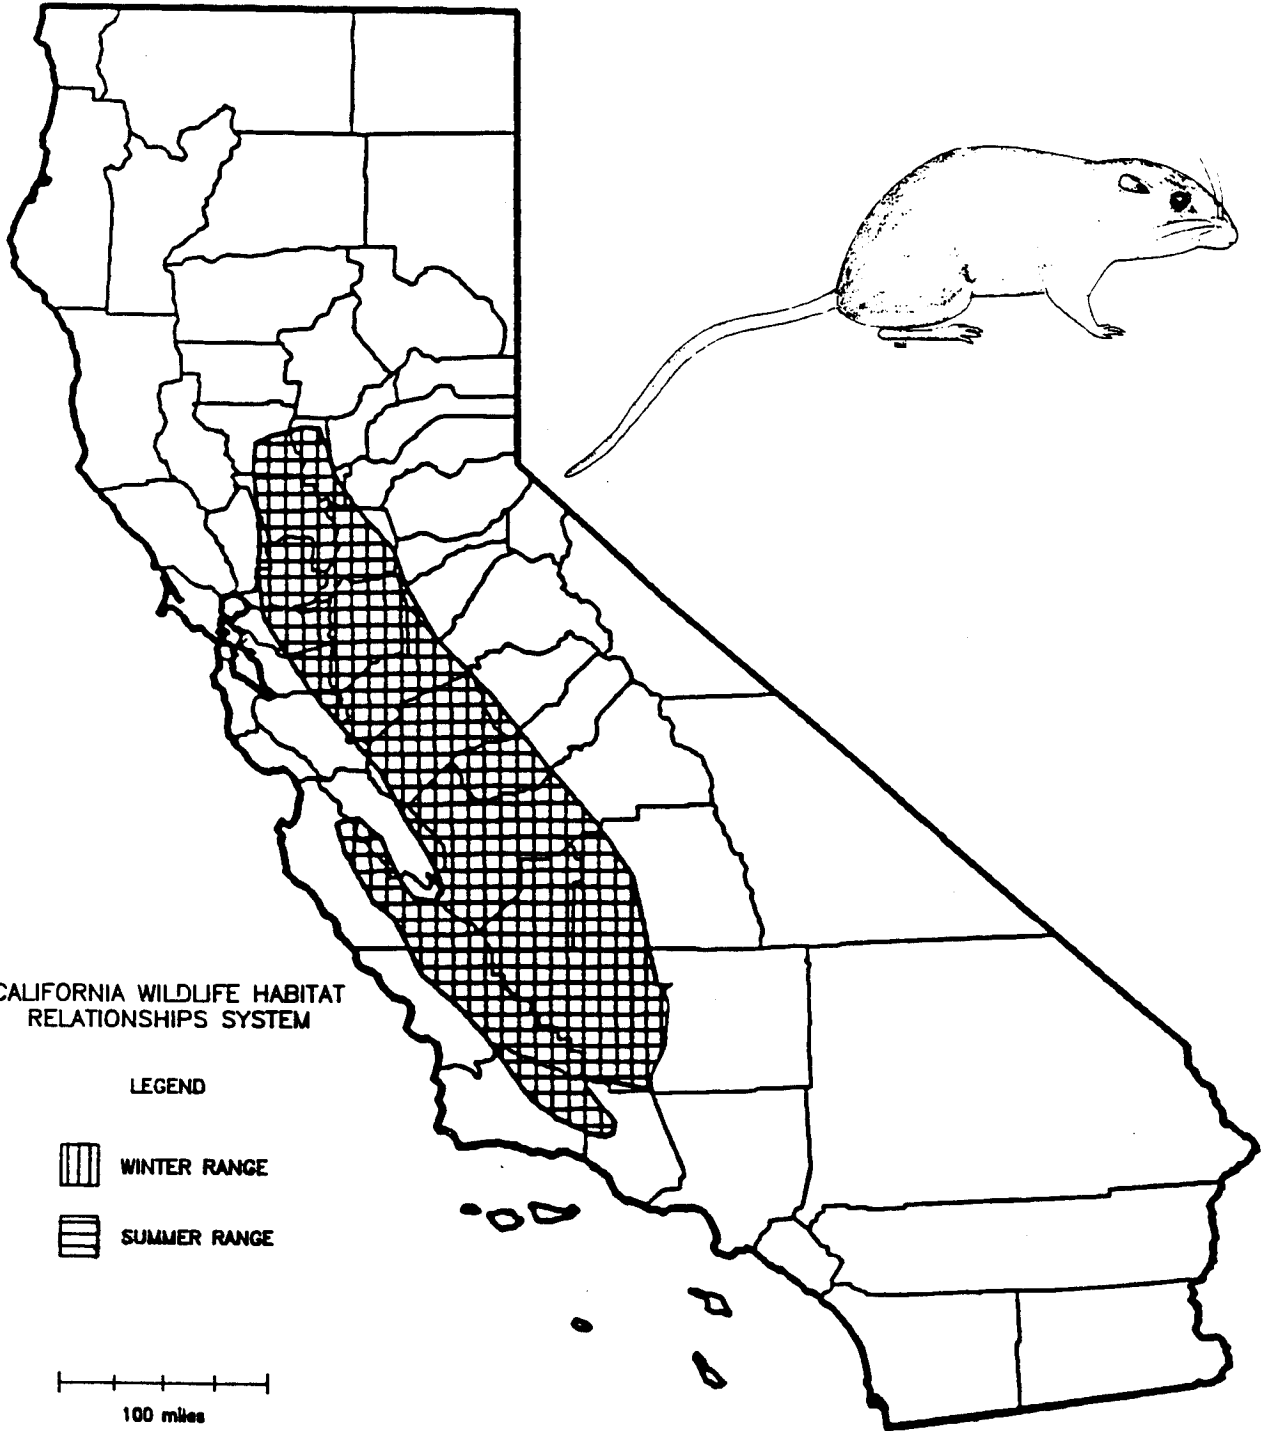 CALIFORNIA WILDLIFE HABITAT
RELATIONSHIPS SYSTEM
LEGEND
WINTER RANGE
SUMMER RANGE
100 miles